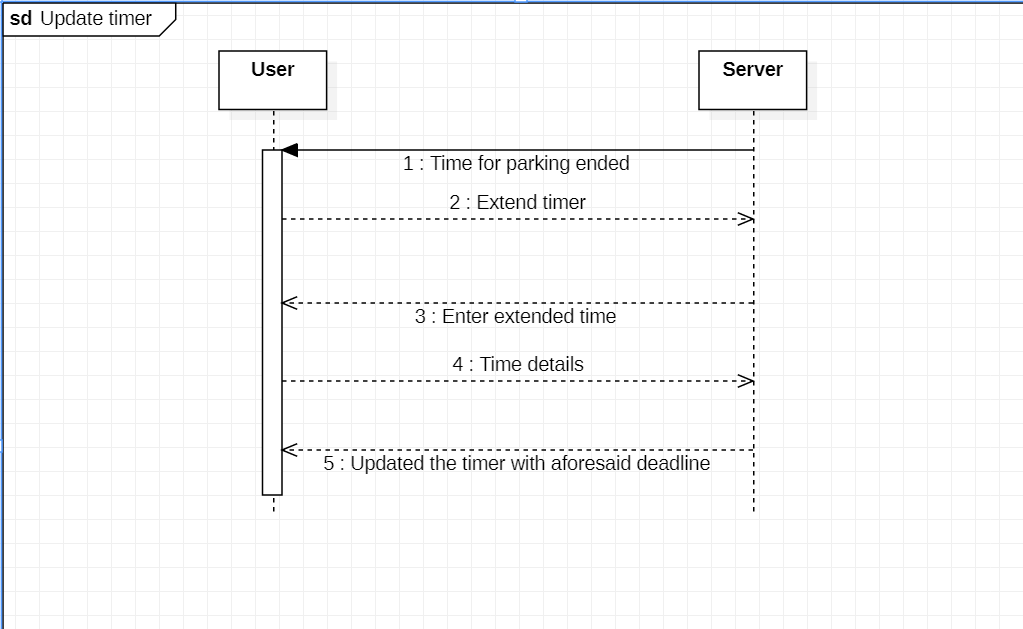 sd Update timer
User
Server
1 : Time for parking ended
2 : Extend timer
3 : Enter extended time
4 : Time details
5 : Updated the timer with aforesaid deadline